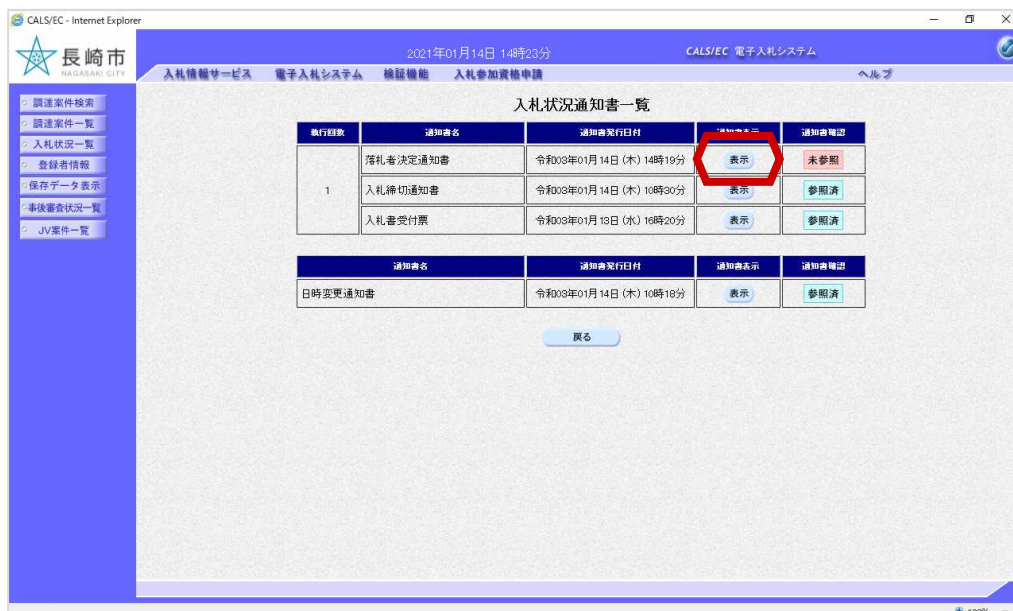 CALS/EC - Internet Explorer
長崎市
NAGASAKI CITY
2021年01月14日 14時23分
CALS/EC 電子入札システム
入札情報サービス 電子入札システム 検証機能 入札参加資格申請 ヘルプ
調達案件検索
調達案件一覧
入札状況一覧
登録者情報
保存データ表示
事後審査状況一覧
JV案件一覧
入札状況通知書一覧
執行回数 通知書名 通知書発行日付 通知書表示 通知書確認
落札者決定通知書 令和03年01月14日 (木) 14時19分 表示 未参照
1 入札締切通知書 令和03年01月14日 (木) 10時30分 表示 参照済
入札書受付票 令和03年01月13日 (水) 16時20分 表示 参照済
通知書名 通知書発行日付 通知書表示 通知書確認
日時変更通知書 令和03年01月14日 (木) 10時18分 表示 参照済
戻る